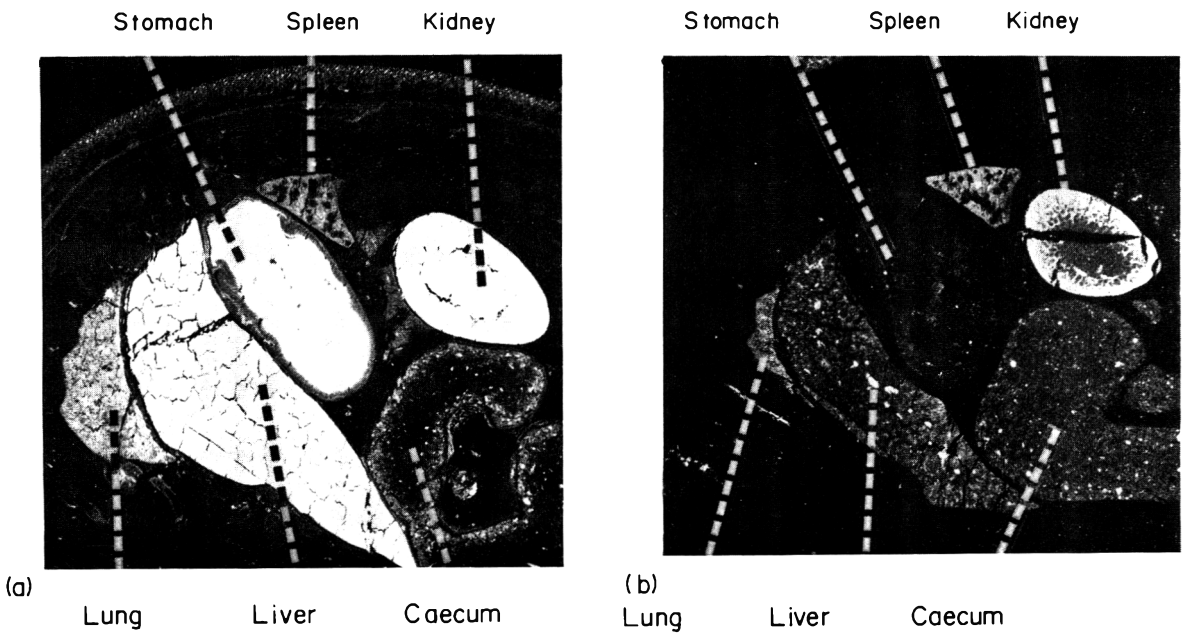 Stomach Spleen Kidney
Stomach Spleen Kidney
(a)
Lung Liver Caecum
(b)
Lung Liver Caecum